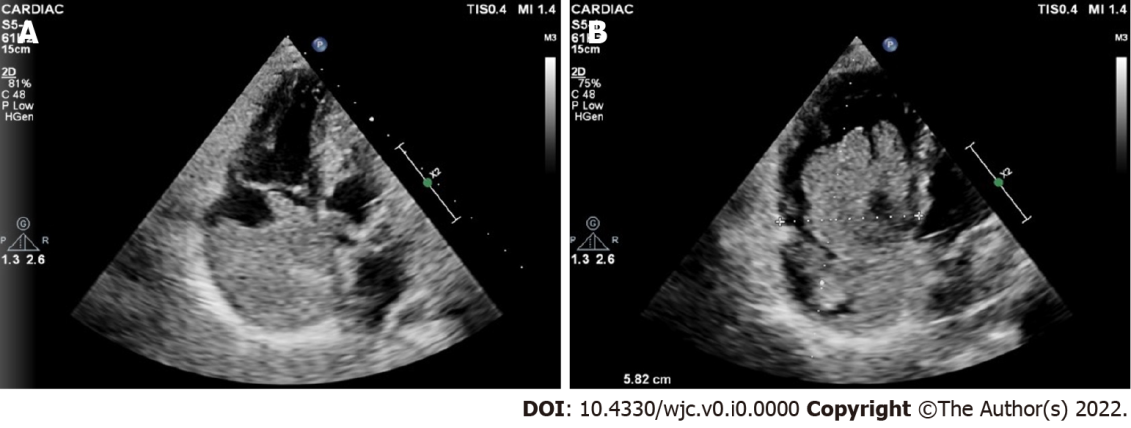 CARDIAC
TIS0.4 MI 1.4
A
15cm
M3
2D
81%
C 48
P Low
HGen
X2
G
P R
1.3 2.6
P
CARDIAC
TIS0.4 MI 1.4
B
15cm
M3
2D
75%
C 48
P Low
HGen
X2
G
P R
1.3 2.6
P
5.82 cm
DOI: 10.4330/wjc.v0.i0.0000 Copyright ©The Author(s) 2022.